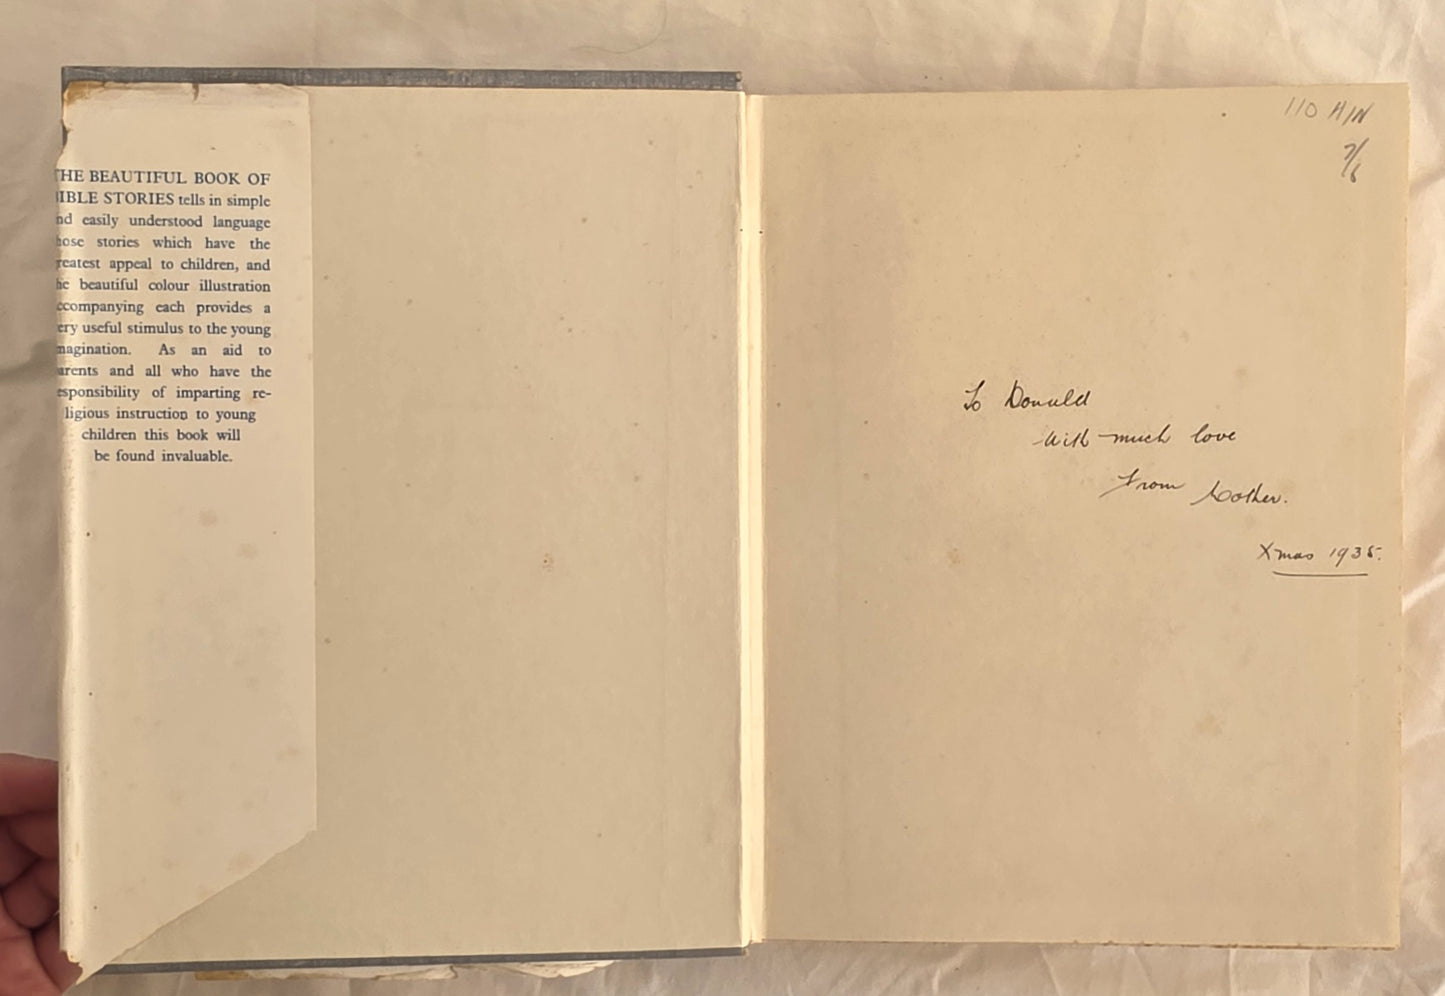 THE BEAUTIFUL BOOK OF
BIBLE STORIES tells in simple
nd easily understood language
hose stories which have the
reatest appeal to children, and
he beautiful colour illustration
ccompanying each provides a
ery useful stimulus to the young
magination. As an aid to
arents and all who have the
esponsibility of imparting re-
ligious instruction to young
children this book will
be found invaluable.
110 A/N
7/6
To Donald
With much love
From Mother.
Xmas 1935.